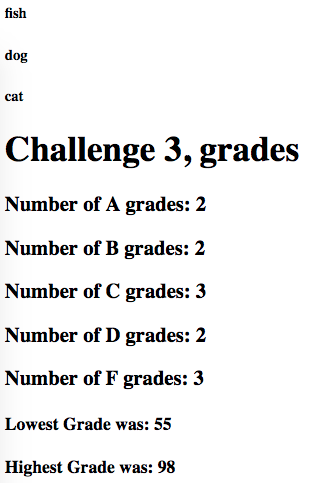 fish
dog
cat
Challenge 3, grades
Number of A grades: 2
Number of B grades: 2
Number of C grades: 3
Number of D grades: 2
Number of F grades: 3
Lowest Grade was: 55
Highest Grade was: 98